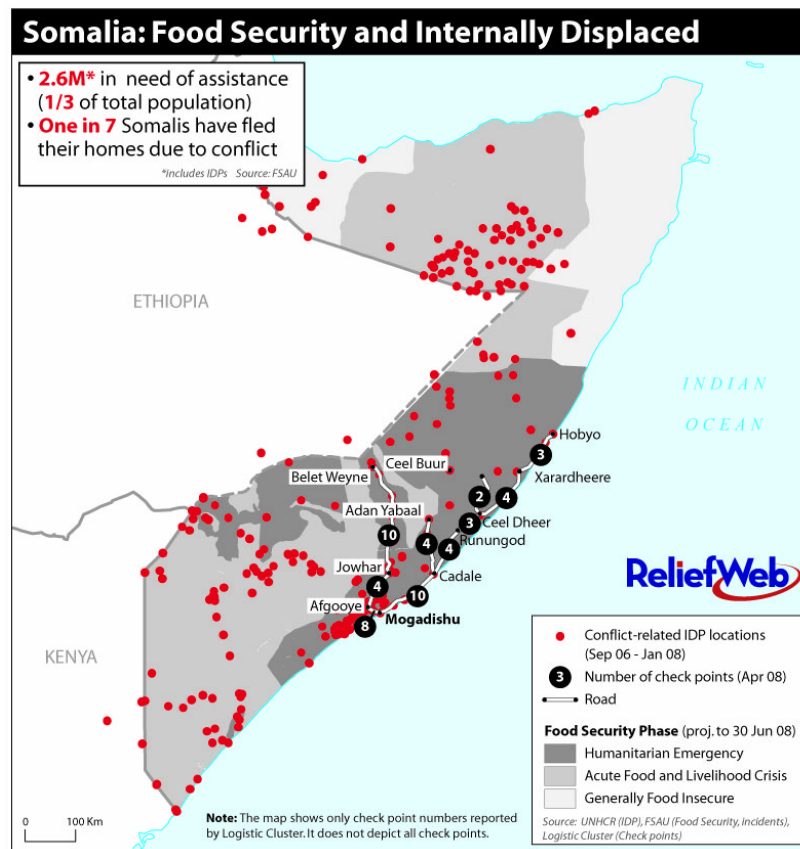 Somalia: Food Security and Internally Displaced
• 2.6M* in need of assistance
(1/3 of total population)
• One in 7 Somalis have fled
their homes due to conflict
*includes IDPs Source: FSAU
ETHIOPIA
INDIAN
OCEAN
Hobyo
3
Ceel Buur
Belet Weyne
Xarardheere
2
4
Adan Yabaal
3
Ceel Dheer
10
Runungod
4
4
Jowhar
Cadale
4
10
Afgooye
Mogadishu
8
KENYA
ReliefWeb
Conflict-related IDP locations
(Sep 06 - Jan 08)
3 Number of check points (Apr 08)
Road
Food Security Phase (proj. to 30 Jun 08)
Humanitarian Emergency
Acute Food and Livelihood Crisis
Generally Food Insecure
Source: UNHCR (IDP), FSAU (Food Security, incidents),
Logistic Cluster (Check points)
Note: The map shows only check point numbers reported
by Logistic Cluster. It does not depict all check points.
0 100 Km